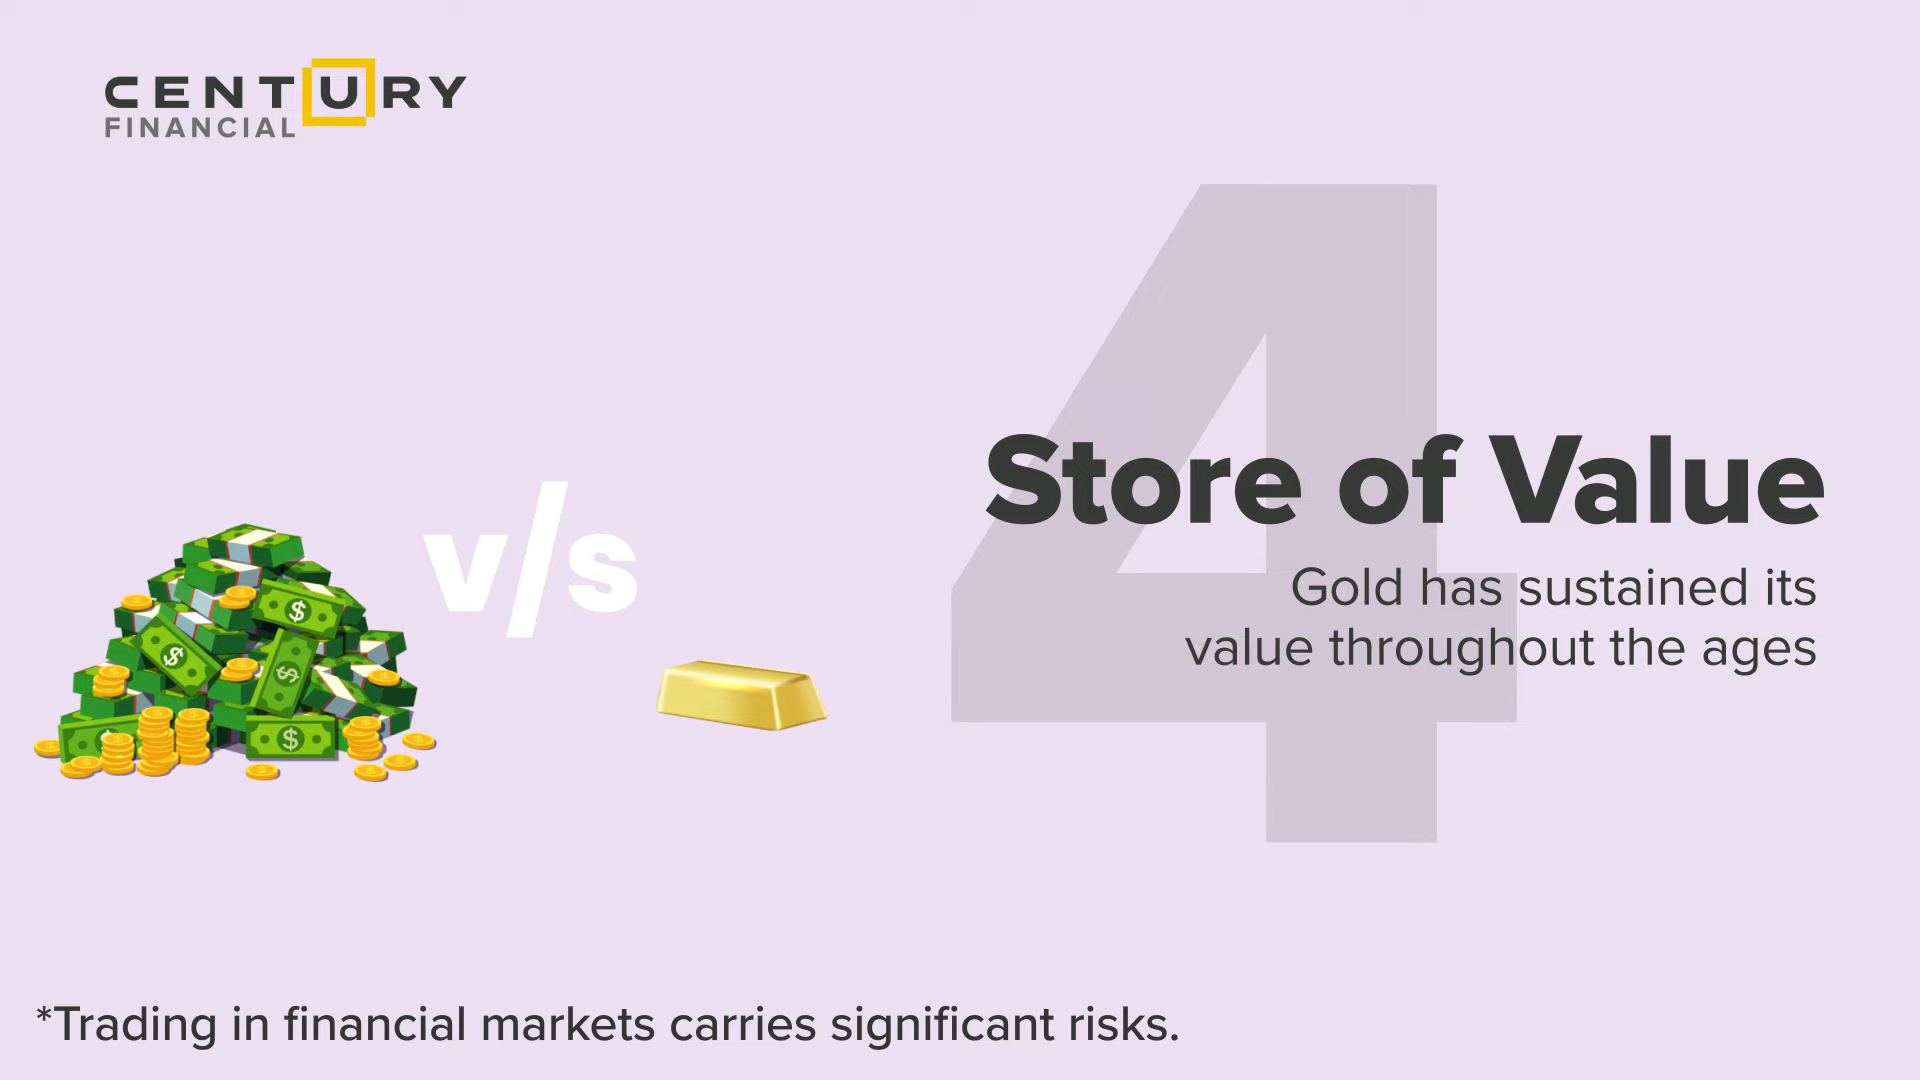 CENTURY
FINANCIAL
4
Store of Value
Gold has sustained its
value throughout the ages
v/s
$
$
$
$
$
*Trading in financial markets carries significant risks.